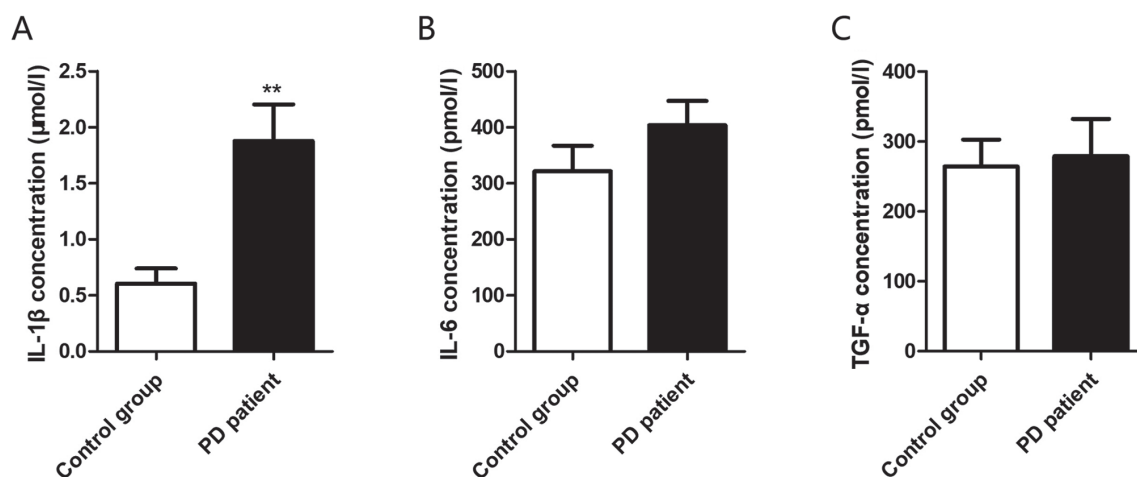 A
IL-1β concentration (μmol/l)
2.5
2.0
1.5
1.0
0.5
0.0
**
Control group
PD patient
B
IL-6 concentration (pmol/l)
500
400
300
200
100
0
Control group
PD patient
C
TGF-α concentration (pmol/l)
400
300
200
100
0
Control group
PD patient